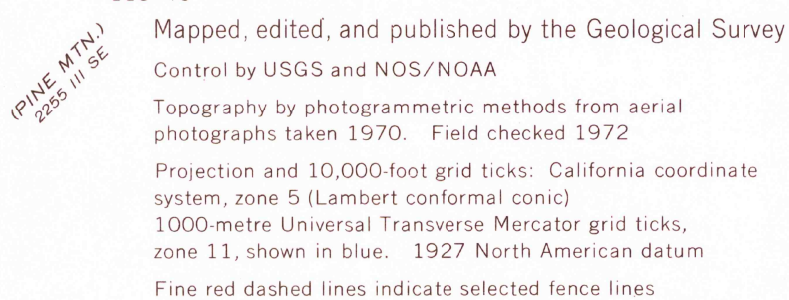 (PINE MTN.)
2255 III SE
Mapped, edited, and published by the Geological Survey
Control by USGS and NOS/NOAA
Topography by photogrammetric methods from aerial
photographs taken 1970. Field checked 1972
Projection and 10,000-foot grid ticks: California coordinate
system, zone 5 (Lambert conformal conic)
1000-metre Universal Transverse Mercator grid ticks,
zone 11, shown in blue. 1927 North American datum
Fine red dashed lines indicate selected fence lines